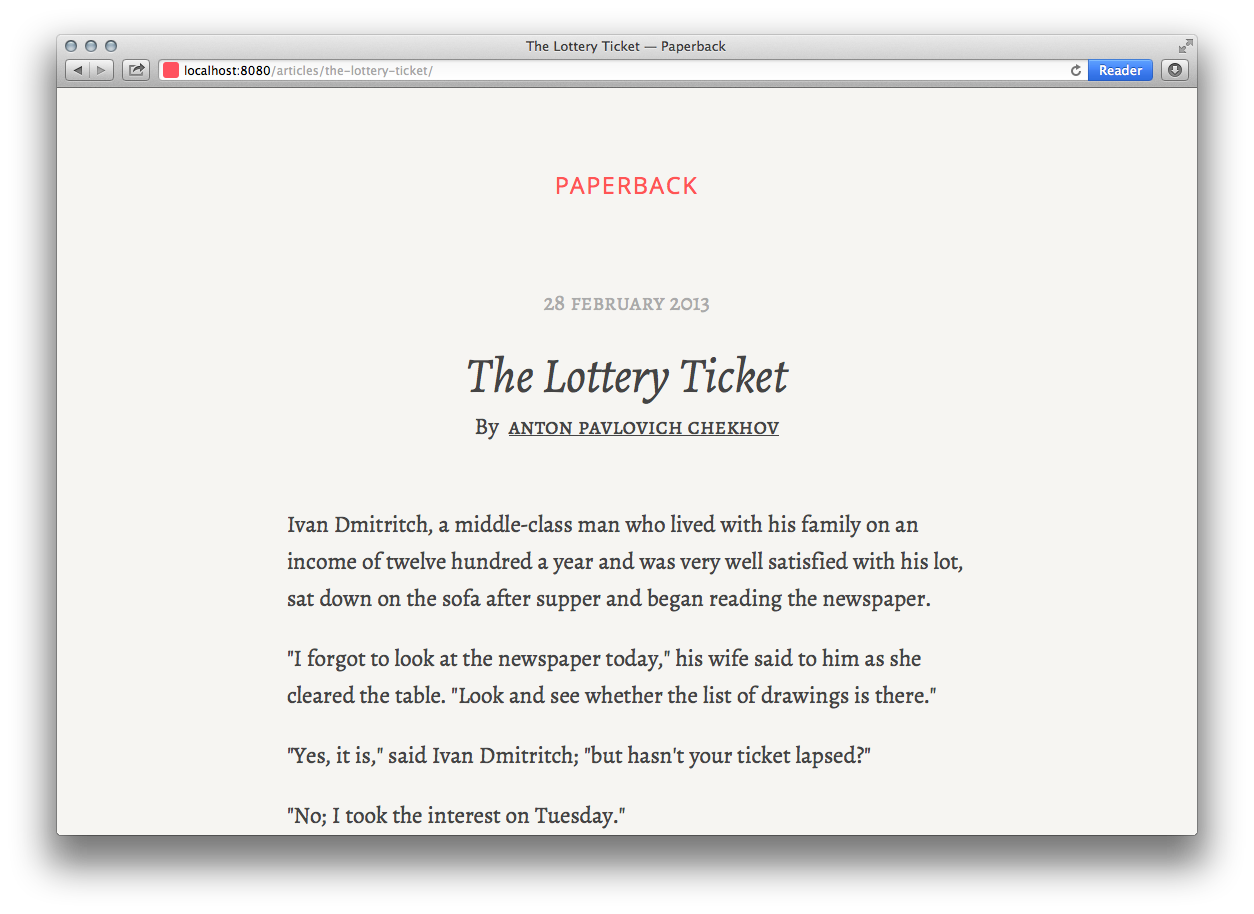 The Lottery Ticket — Paperback
localhost:8080/articles/the-lottery-ticket/
Reader
PAPERBACK
28 FEBRUARY 2013
The Lottery Ticket
By ANTON PAVLOVICH CHEKHOV
Ivan Dmitritch, a middle-class man who lived with his family on an
income of twelve hundred a year and was very well satisfied with his lot,
sat down on the sofa after supper and began reading the newspaper.
"I forgot to look at the newspaper today," his wife said to him as she
cleared the table. "Look and see whether the list of drawings is there."
"Yes, it is," said Ivan Dmitritch; "but hasn't your ticket lapsed?"
"No; I took the interest on Tuesday."